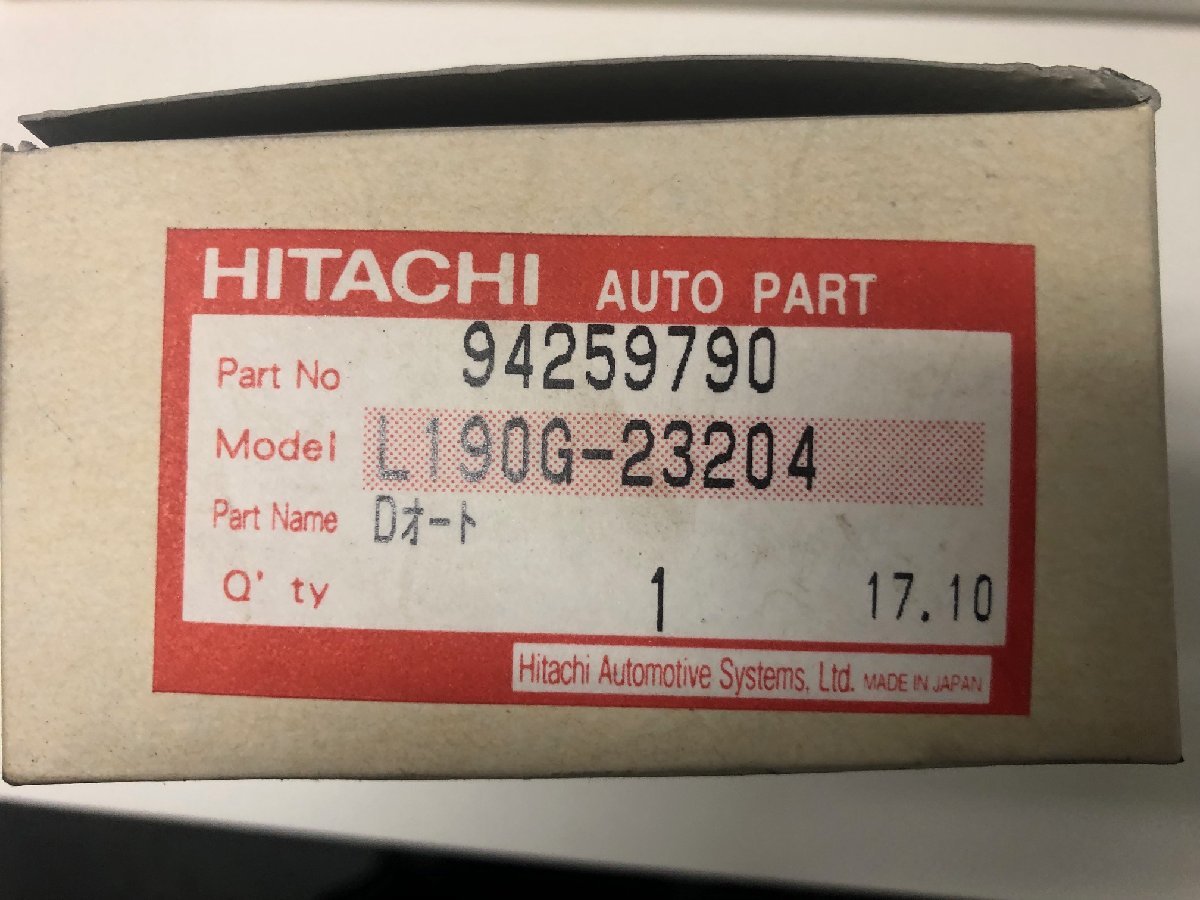 HITACHI AUTO PART
Part No 94259790
Model L190G-23204
Part Name Dオート
Q' ty 1 17.10
Hitachi Automotive Systems, Ltd. MADE IN JAPAN